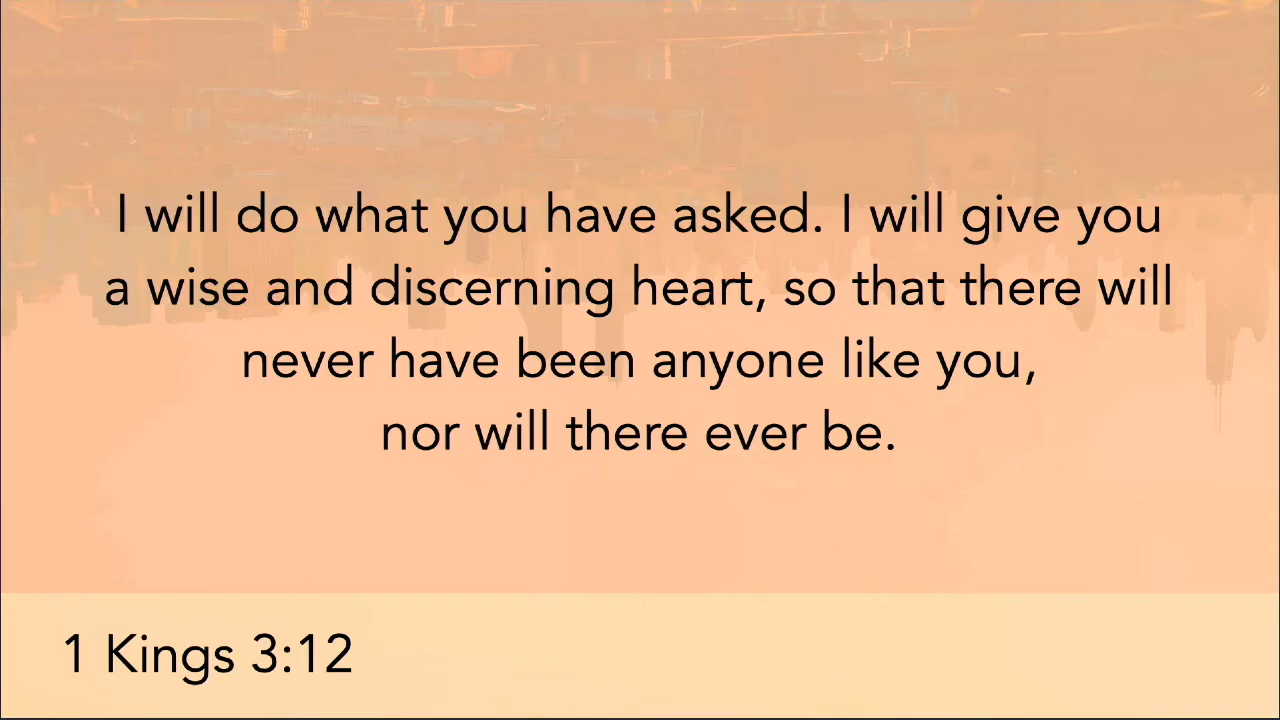 I will do what you have asked. I will give you
a wise and discerning heart, so that there will
never have been anyone like you,
nor will there ever be.
1 Kings 3:12